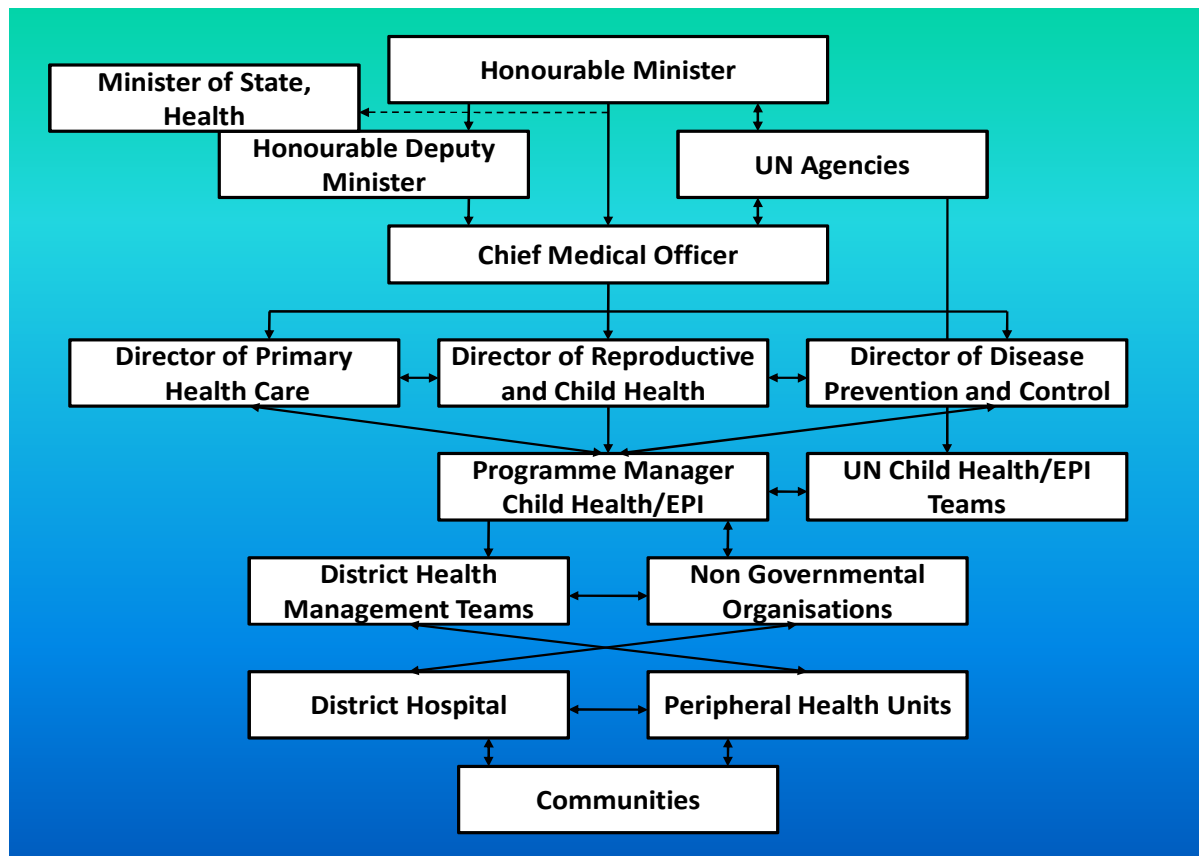 Honourable Minister
Minister of State,
Health
Honourable Deputy
Minister
UN Agencies
Chief Medical Officer
Director of Primary
Health Care
Director of Reproductive
and Child Health
Director of Disease
Prevention and Control
Programme Manager
Child Health/EPI
UN Child Health/EPI
Teams
District Health
Management Teams
Non Governmental
Organisations
District Hospital
Peripheral Health Units
Communities